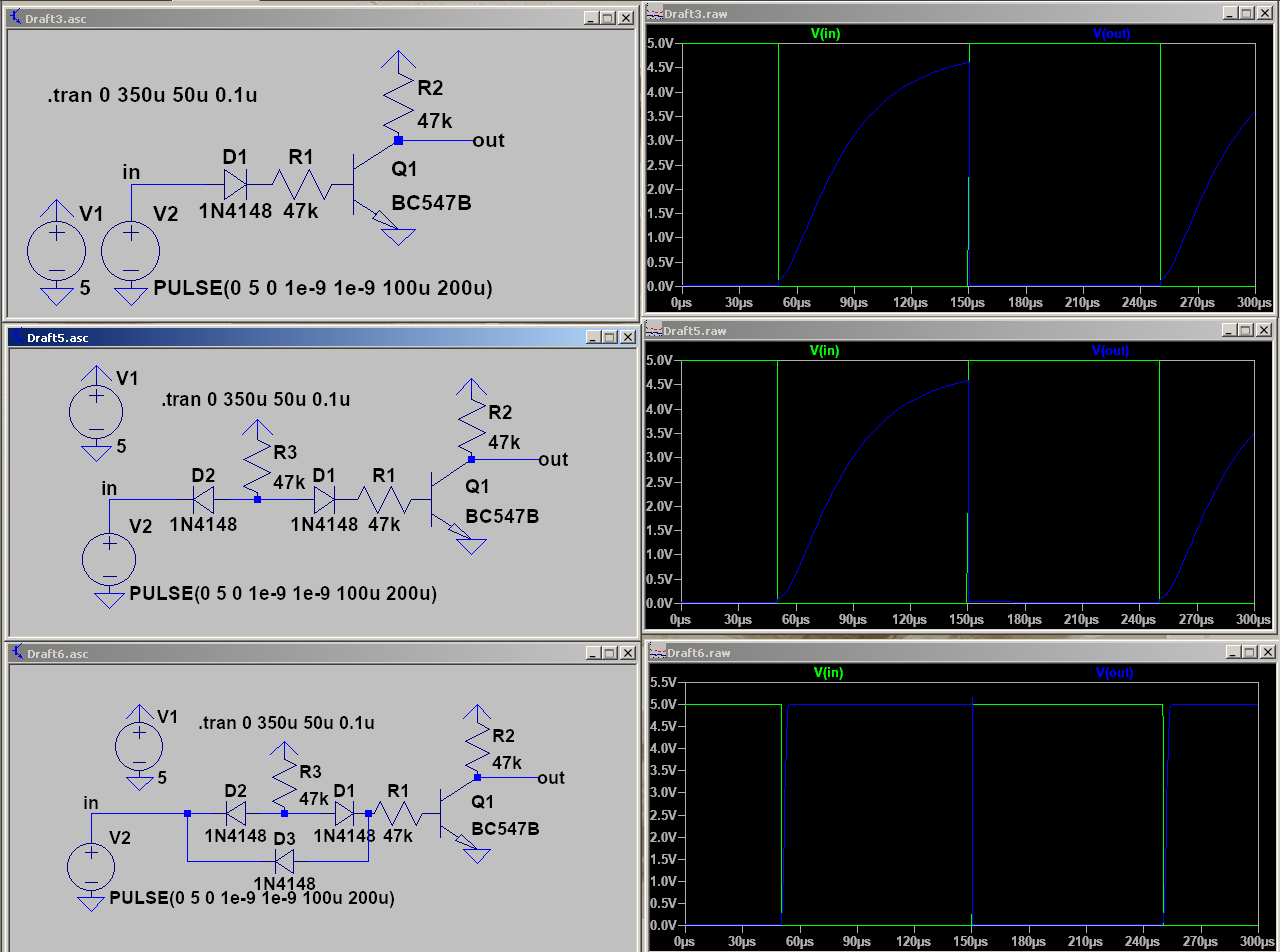 Draft3.asc
.tran 0 350u 50u 0.1u
R2
47k
out
in
D1
R1
Q1
1N4148
47k
BC547B
V1
V2
5
PULSE(0 5 0 1e-9 1e-9 100u 200u)
Draft3.raw
V(in) V(out)
5.0V
4.5V
4.0V
3.5V
3.0V
2.5V
2.0V
1.5V
1.0V
0.5V
0.0V
0µs 30µs 60µs 90µs 120µs 150µs 180µs 210µs 240µs 270µs 300µs
Draft5.asc
V1
5
.tran 0 350u 50u 0.1u
R2
47k
out
R3
47k
in
D2
D1
R1
Q1
1N4148
1N4148
47k
BC547B
V2
PULSE(0 5 0 1e-9 1e-9 100u 200u)
Draft5.raw
V(in) V(out)
5.0V
4.5V
4.0V
3.5V
3.0V
2.5V
2.0V
1.5V
1.0V
0.5V
0.0V
0µs 30µs 60µs 90µs 120µs 150µs 180µs 210µs 240µs 270µs 300µs
Draft6.asc
V1
5
.tran 0 350u 50u 0.1u
R2
47k
out
R3
47k
in
D2
D1
R1
Q1
1N4148
1N4148
47k
BC547B
D3
1N4148
V2
PULSE(0 5 0 1e-9 1e-9 100u 200u)
Draft6.raw
V(in) V(out)
5.5V
5.0V
4.5V
4.0V
3.5V
3.0V
2.5V
2.0V
1.5V
1.0V
0.5V
0.0V
0µs 30µs 60µs 90µs 120µs 150µs 180µs 210µs 240µs 270µs 300µs